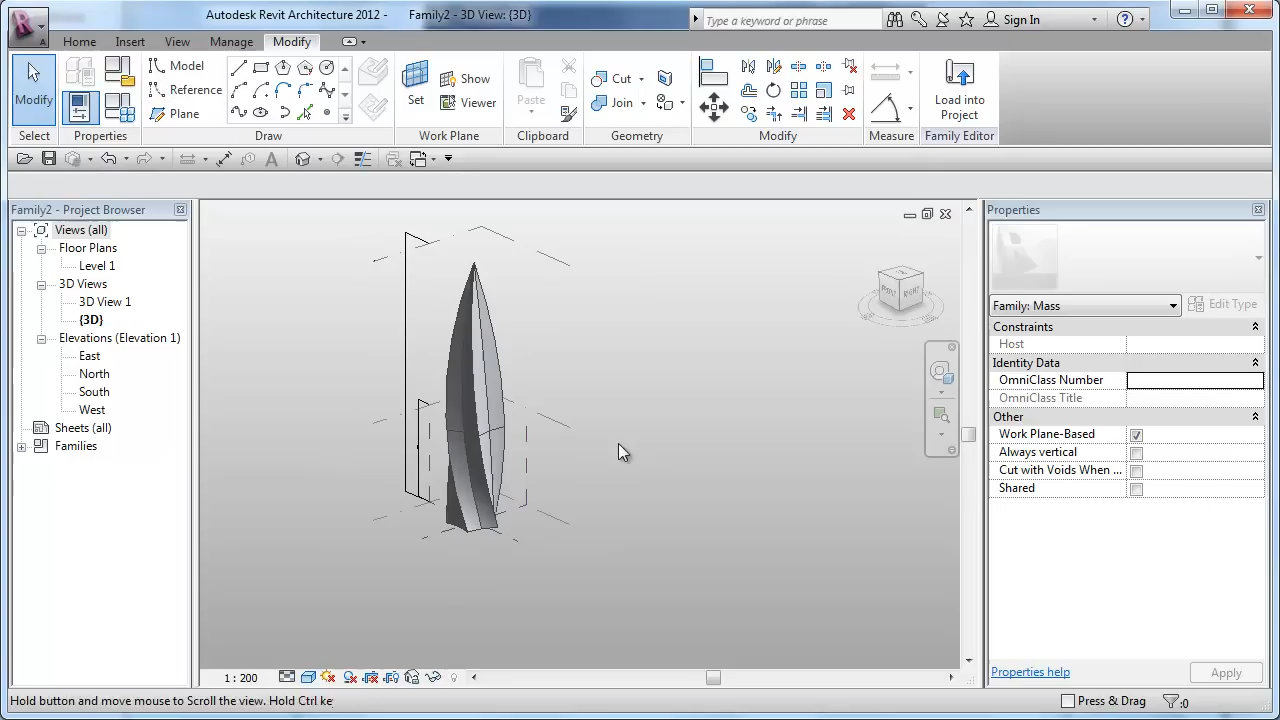 Autodesk Revit Architecture 2012 - Family2 - 3D View: {3D}
Type a keyword or phrase
Sign In
Home Insert View Manage Modify
Modify
Model
Reference
Plane
Set
Show
Viewer
Paste
Cut
Join
Load into
Project
Select Properties Draw Work Plane Clipboard Geometry Modify Measure Family Editor
Family2 - Project Browser
Views (all)
Floor Plans
Level 1
3D Views
3D View 1
{3D}
Elevations (Elevation 1)
East
North
South
West
Sheets (all)
Families
FRONT RIGHT
Properties
Family: Mass
Edit Type
Constraints
Host
Identity Data
OmniClass Number
OmniClass Title
Other
Work Plane-Based
Always vertical
Cut with Voids When ...
Shared
Properties help
Apply
1 : 200
Hold button and move mouse to Scroll the view. Hold Ctrl ke
Press & Drag
:0